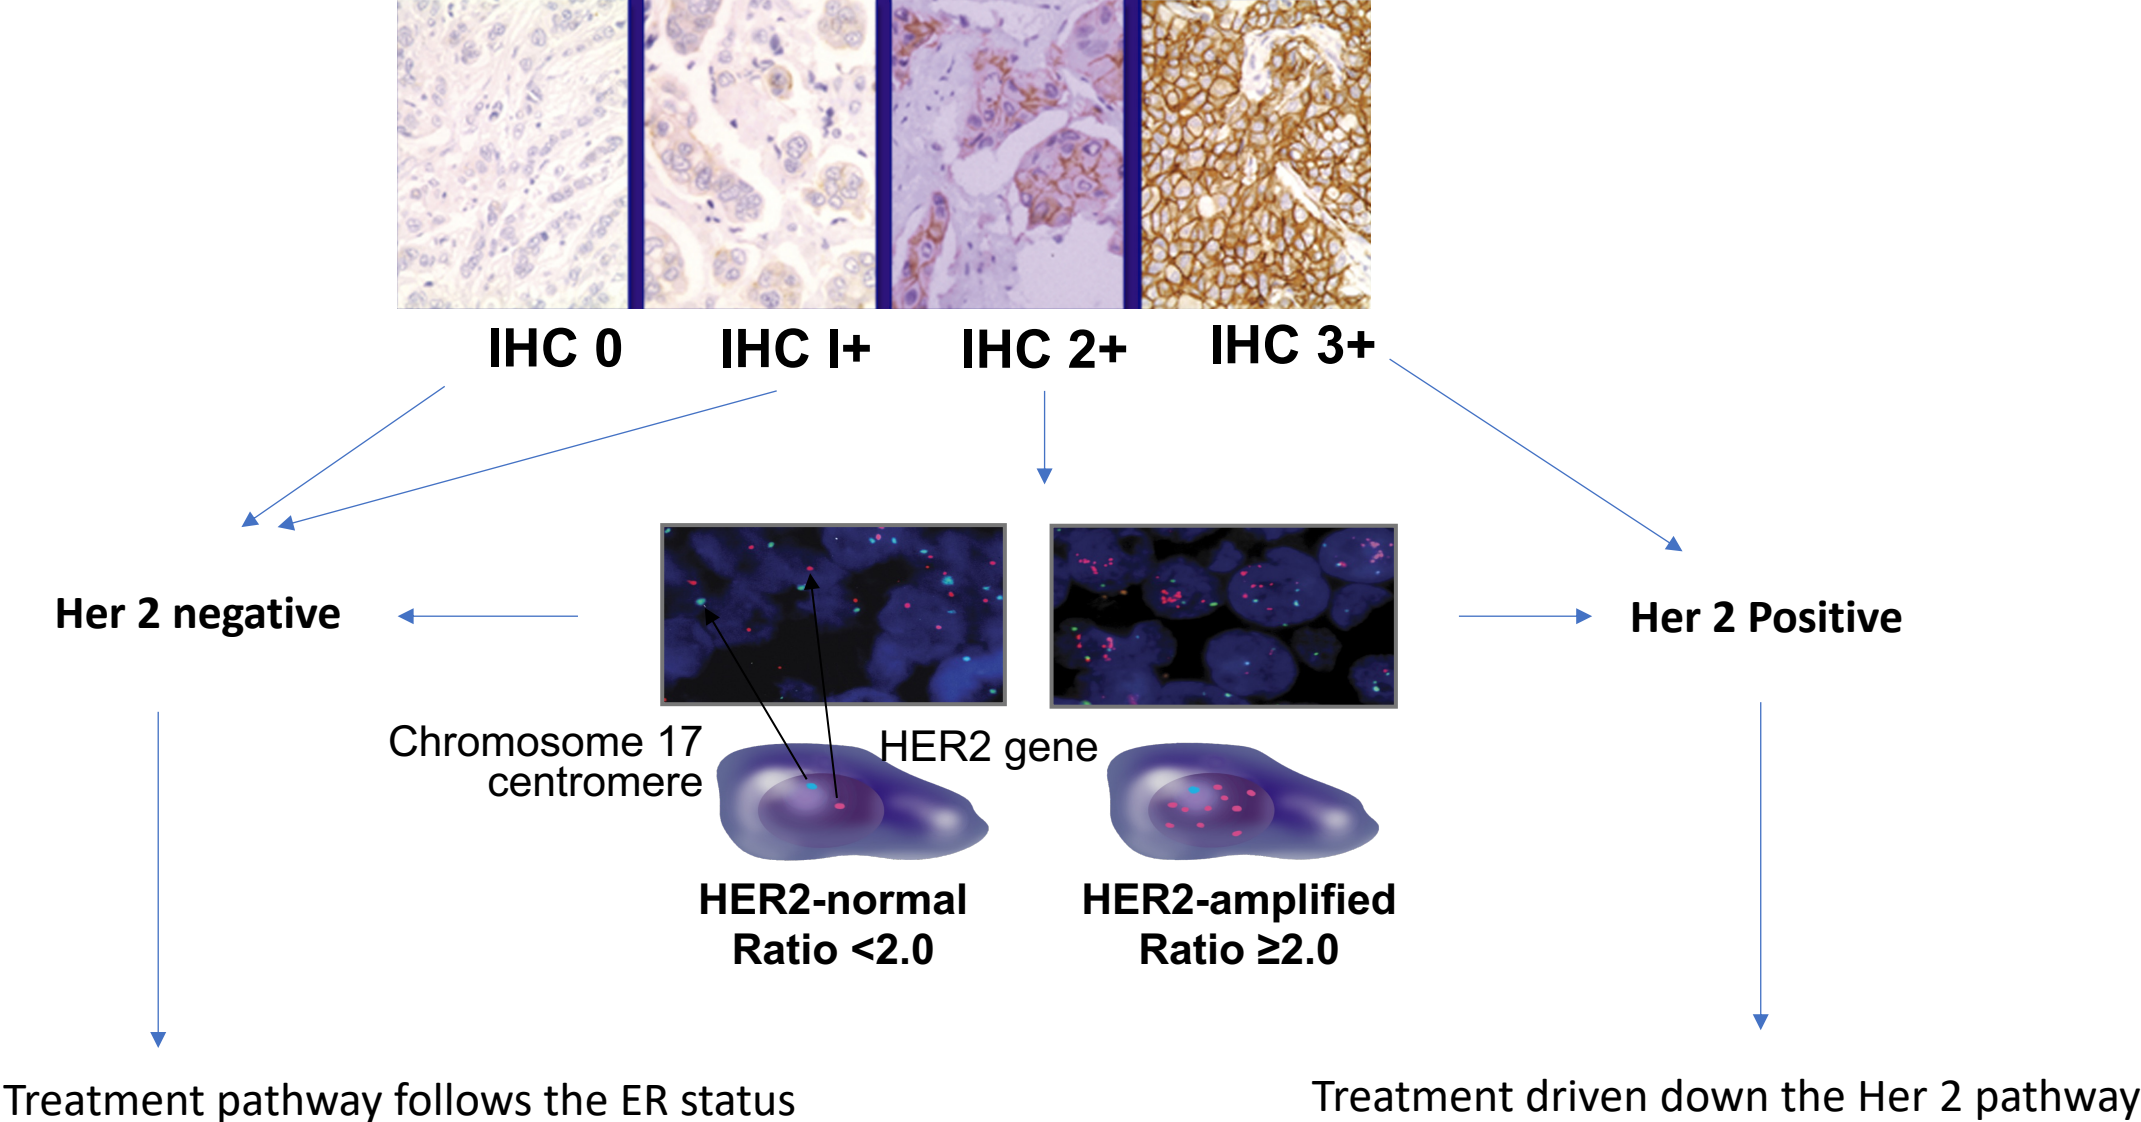 IHC 0
IHC I+
IHC 2+
IHC 3+
Her 2 negative
Her 2 Positive
Chromosome 17
centromere
HER2 gene
HER2-normal
Ratio <2.0
HER2-amplified
Ratio ≥2.0
Treatment pathway follows the ER status
Treatment driven down the Her 2 pathway